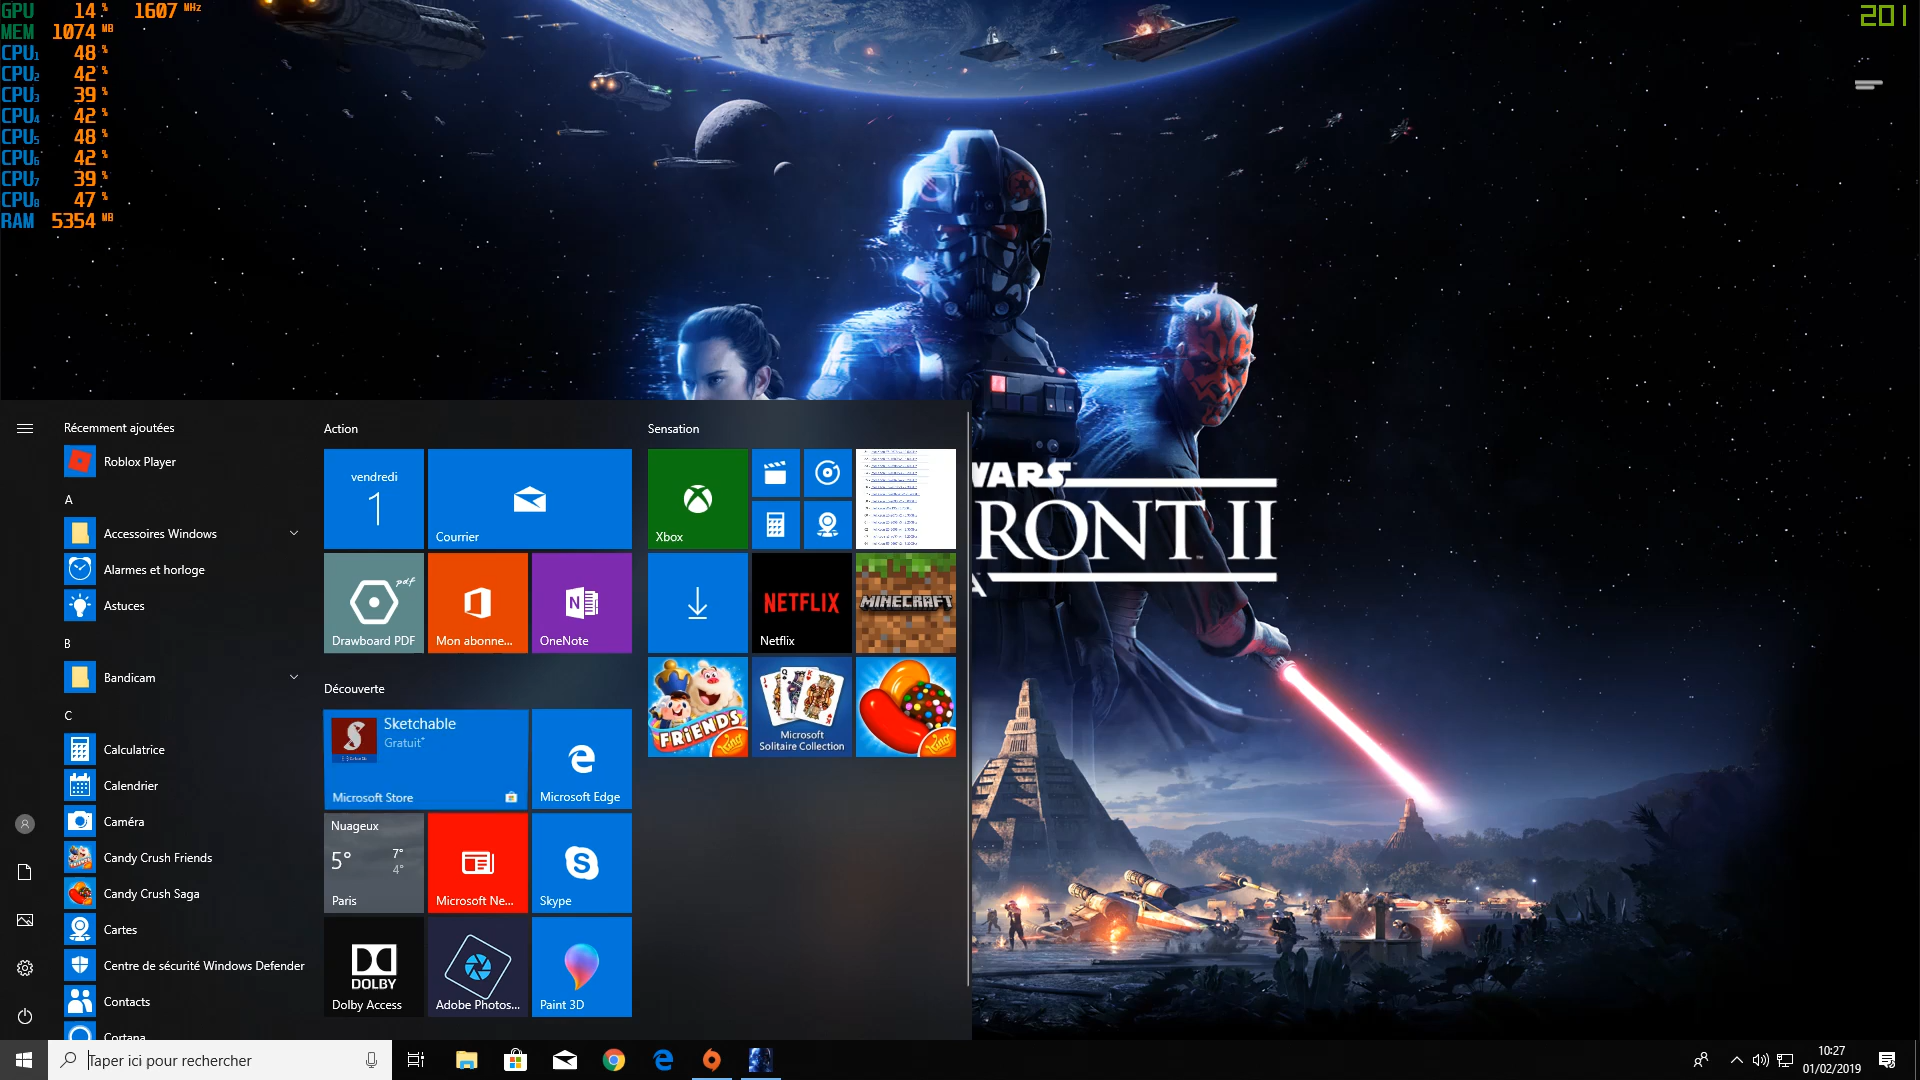 GPU 14 % 1607 MHz
MEM 1074 MB
CPU1 48 %
CPU2 42 %
CPU3 39 %
CPU4 42 %
CPU5 48 %
CPU6 42 %
CPU7 39 %
CPU8 47 %
RAM 5354 MB
201
WARS
RONT II
Récemment ajoutées
Roblox Player
A
Accessoires Windows
Alarmes et horloge
Astuces
B
Bandicam
C
Calculatrice
Calendrier
Caméra
Candy Crush Friends
Candy Crush Saga
Cartes
Centre de sécurité Windows Defender
Contacts
Cortana
Action
vendredi
1
Courrier
Drawboard PDF
pdf
Mon abonne...
OneNote
Découverte
Sketchable
Gratuit*
Microsoft Store
Microsoft Edge
Nuageux
5° 7°
4°
Paris
Microsoft Ne...
Skype
DOLBY
Dolby Access
Adobe Photos...
Paint 3D
Sensation
Xbox
NETFLIX
Netflix
MINECRAFT
FRIENDS
King
Microsoft
Solitaire Collection
King
Taper ici pour rechercher
10:27
01/02/2019